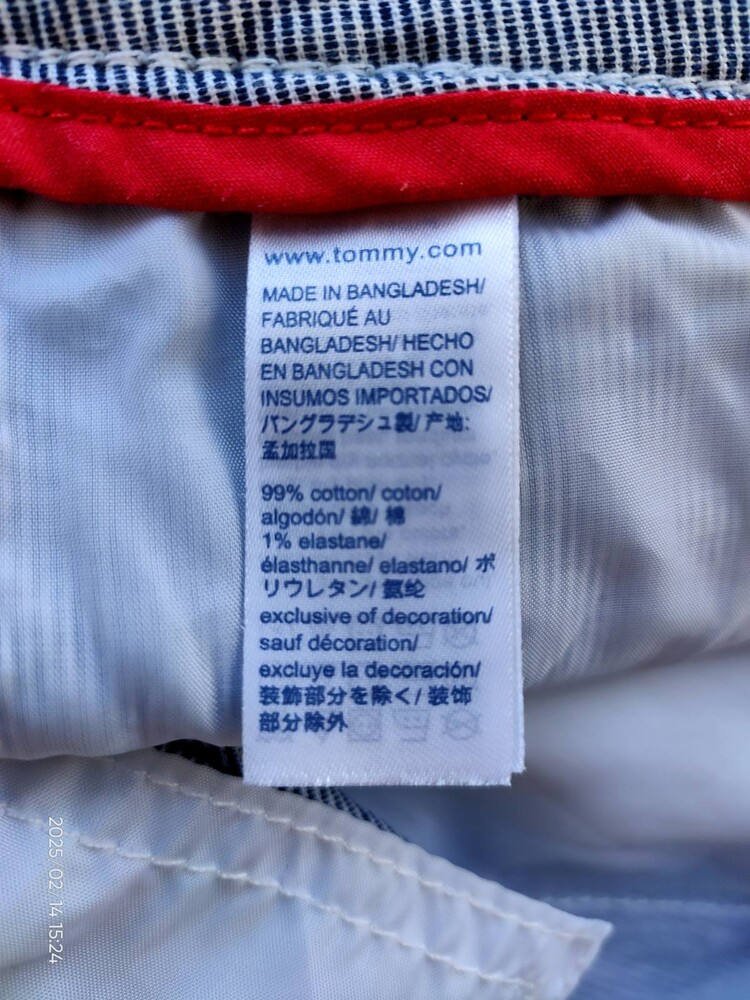 www.tommy.com
MADE IN BANGLADESH/
FABRIQUÉ AU
BANGLADESH/ HECHO
EN BANGLADESH CON
INSUMOS IMPORTADOS/
バングラデシュ製/ 产地:
孟加拉国
99% cotton/ coton/
algodón/ 綿/ 棉
1% elastane/
élasthanne/ elastano/ ポ
リウレタン/ 氨纶
exclusive of decoration/
sauf décoration/
excluye la decoración/
装飾部分を除く/ 装饰
部分除外
2025 02 14 15:24